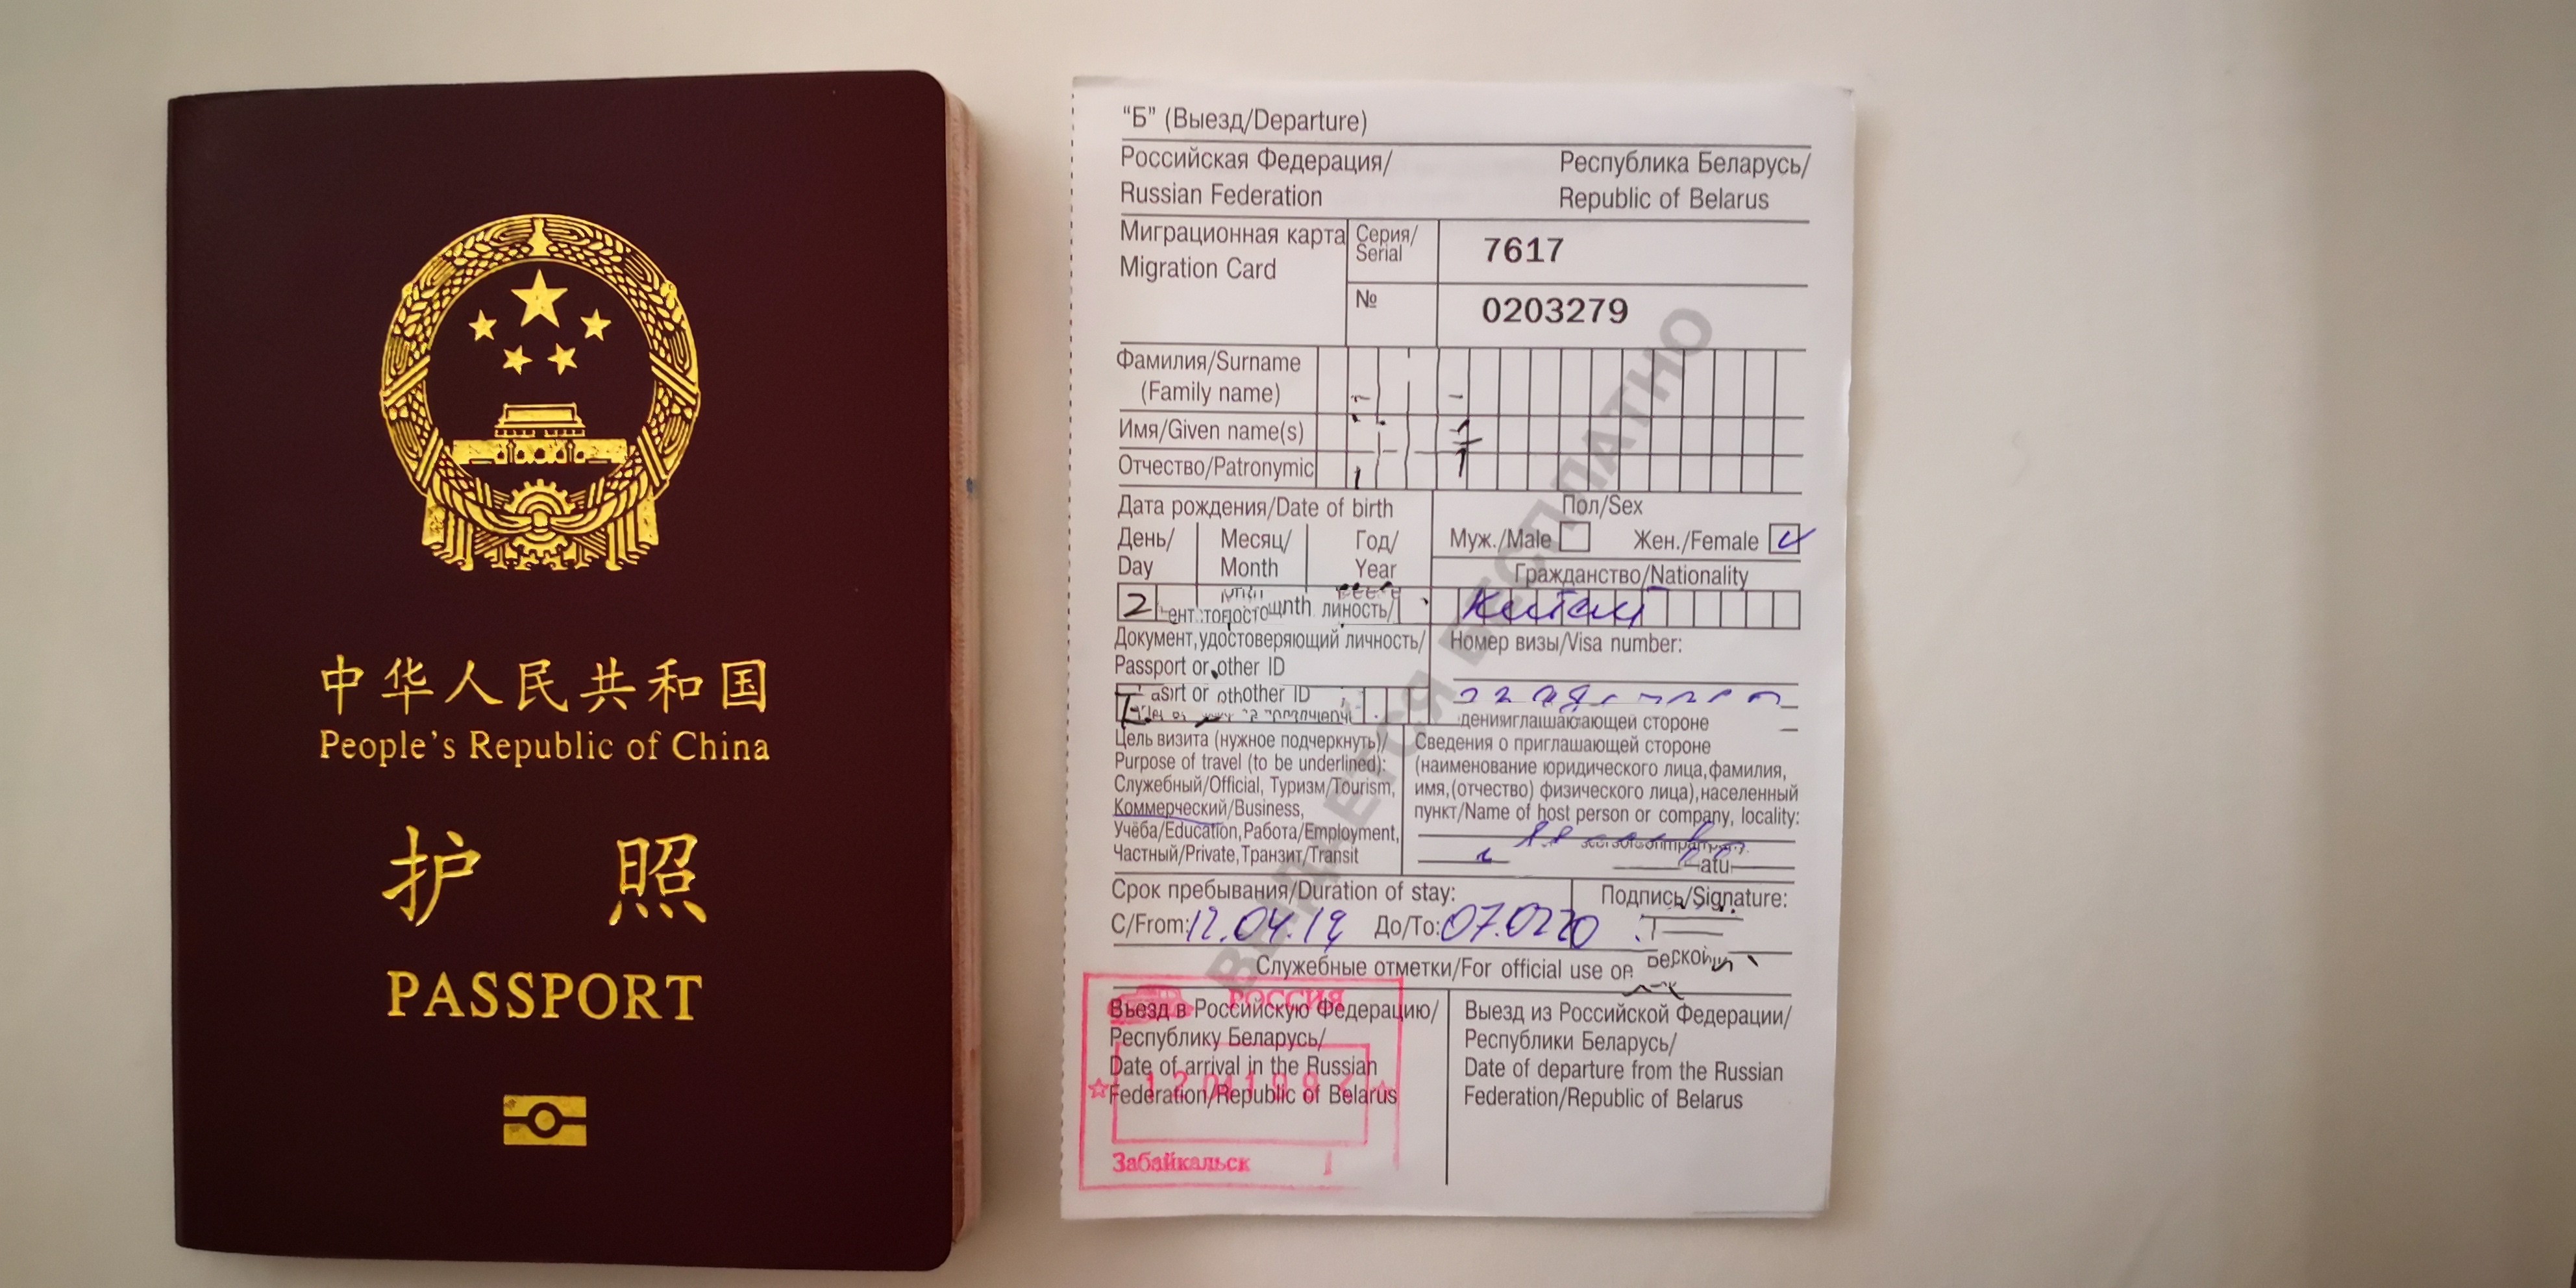 中华人民共和国
People's Republic of China
护照
PASSPORT
"Б" (Выезд/Departure)
Российская Федерация/
Russian Federation
Республика Беларусь/
Republic of Belarus
Миграционная карта
Migration Card
Серия/
Serial
7617
№
0203279
Фамилия/Surname
(Family name)
Имя/Given name(s)
Отчество/Patronymic
Дата рождения/Date of birth
День/
Day
Месяц/
Month
Год/
Year
Пол/Sex
Муж./Male
Жен./Female
Гражданство/Nationality
2
Китай
Документ,удостоверяющий личность/
Passport or other ID
Номер визы/Visa number:
Цель визита (нужное подчеркнуть)/
Purpose of travel (to be underlined):
Служебный/Official, Туризм/Tourism,
Коммерческий/Business,
Учёба/Education,Работа/Employment,
Частный/Private,Транзит/Transit
Сведения о приглашающей стороне
(наименование юридического лица,фамилия,
имя,(отчество) физического лица),населенный
пункт/Name of host person or company, locality:
Срок пребывания/Duration of stay:
С/From:12.04.19 До/To:07.0220
Подпись/Signature:
Служебные отметки/For official use
Въезд в Российскую Федерацию/
Республику Беларусь/
Date of arrival in the Russian
Federation/Republic of Belarus
Выезд из Российской Федерации/
Республики Беларусь/
Date of departure from the Russian
Federation/Republic of Belarus
РОССИЯ
Забайкальск
ВЫДАЕТСЯ БЕСПЛАТНО